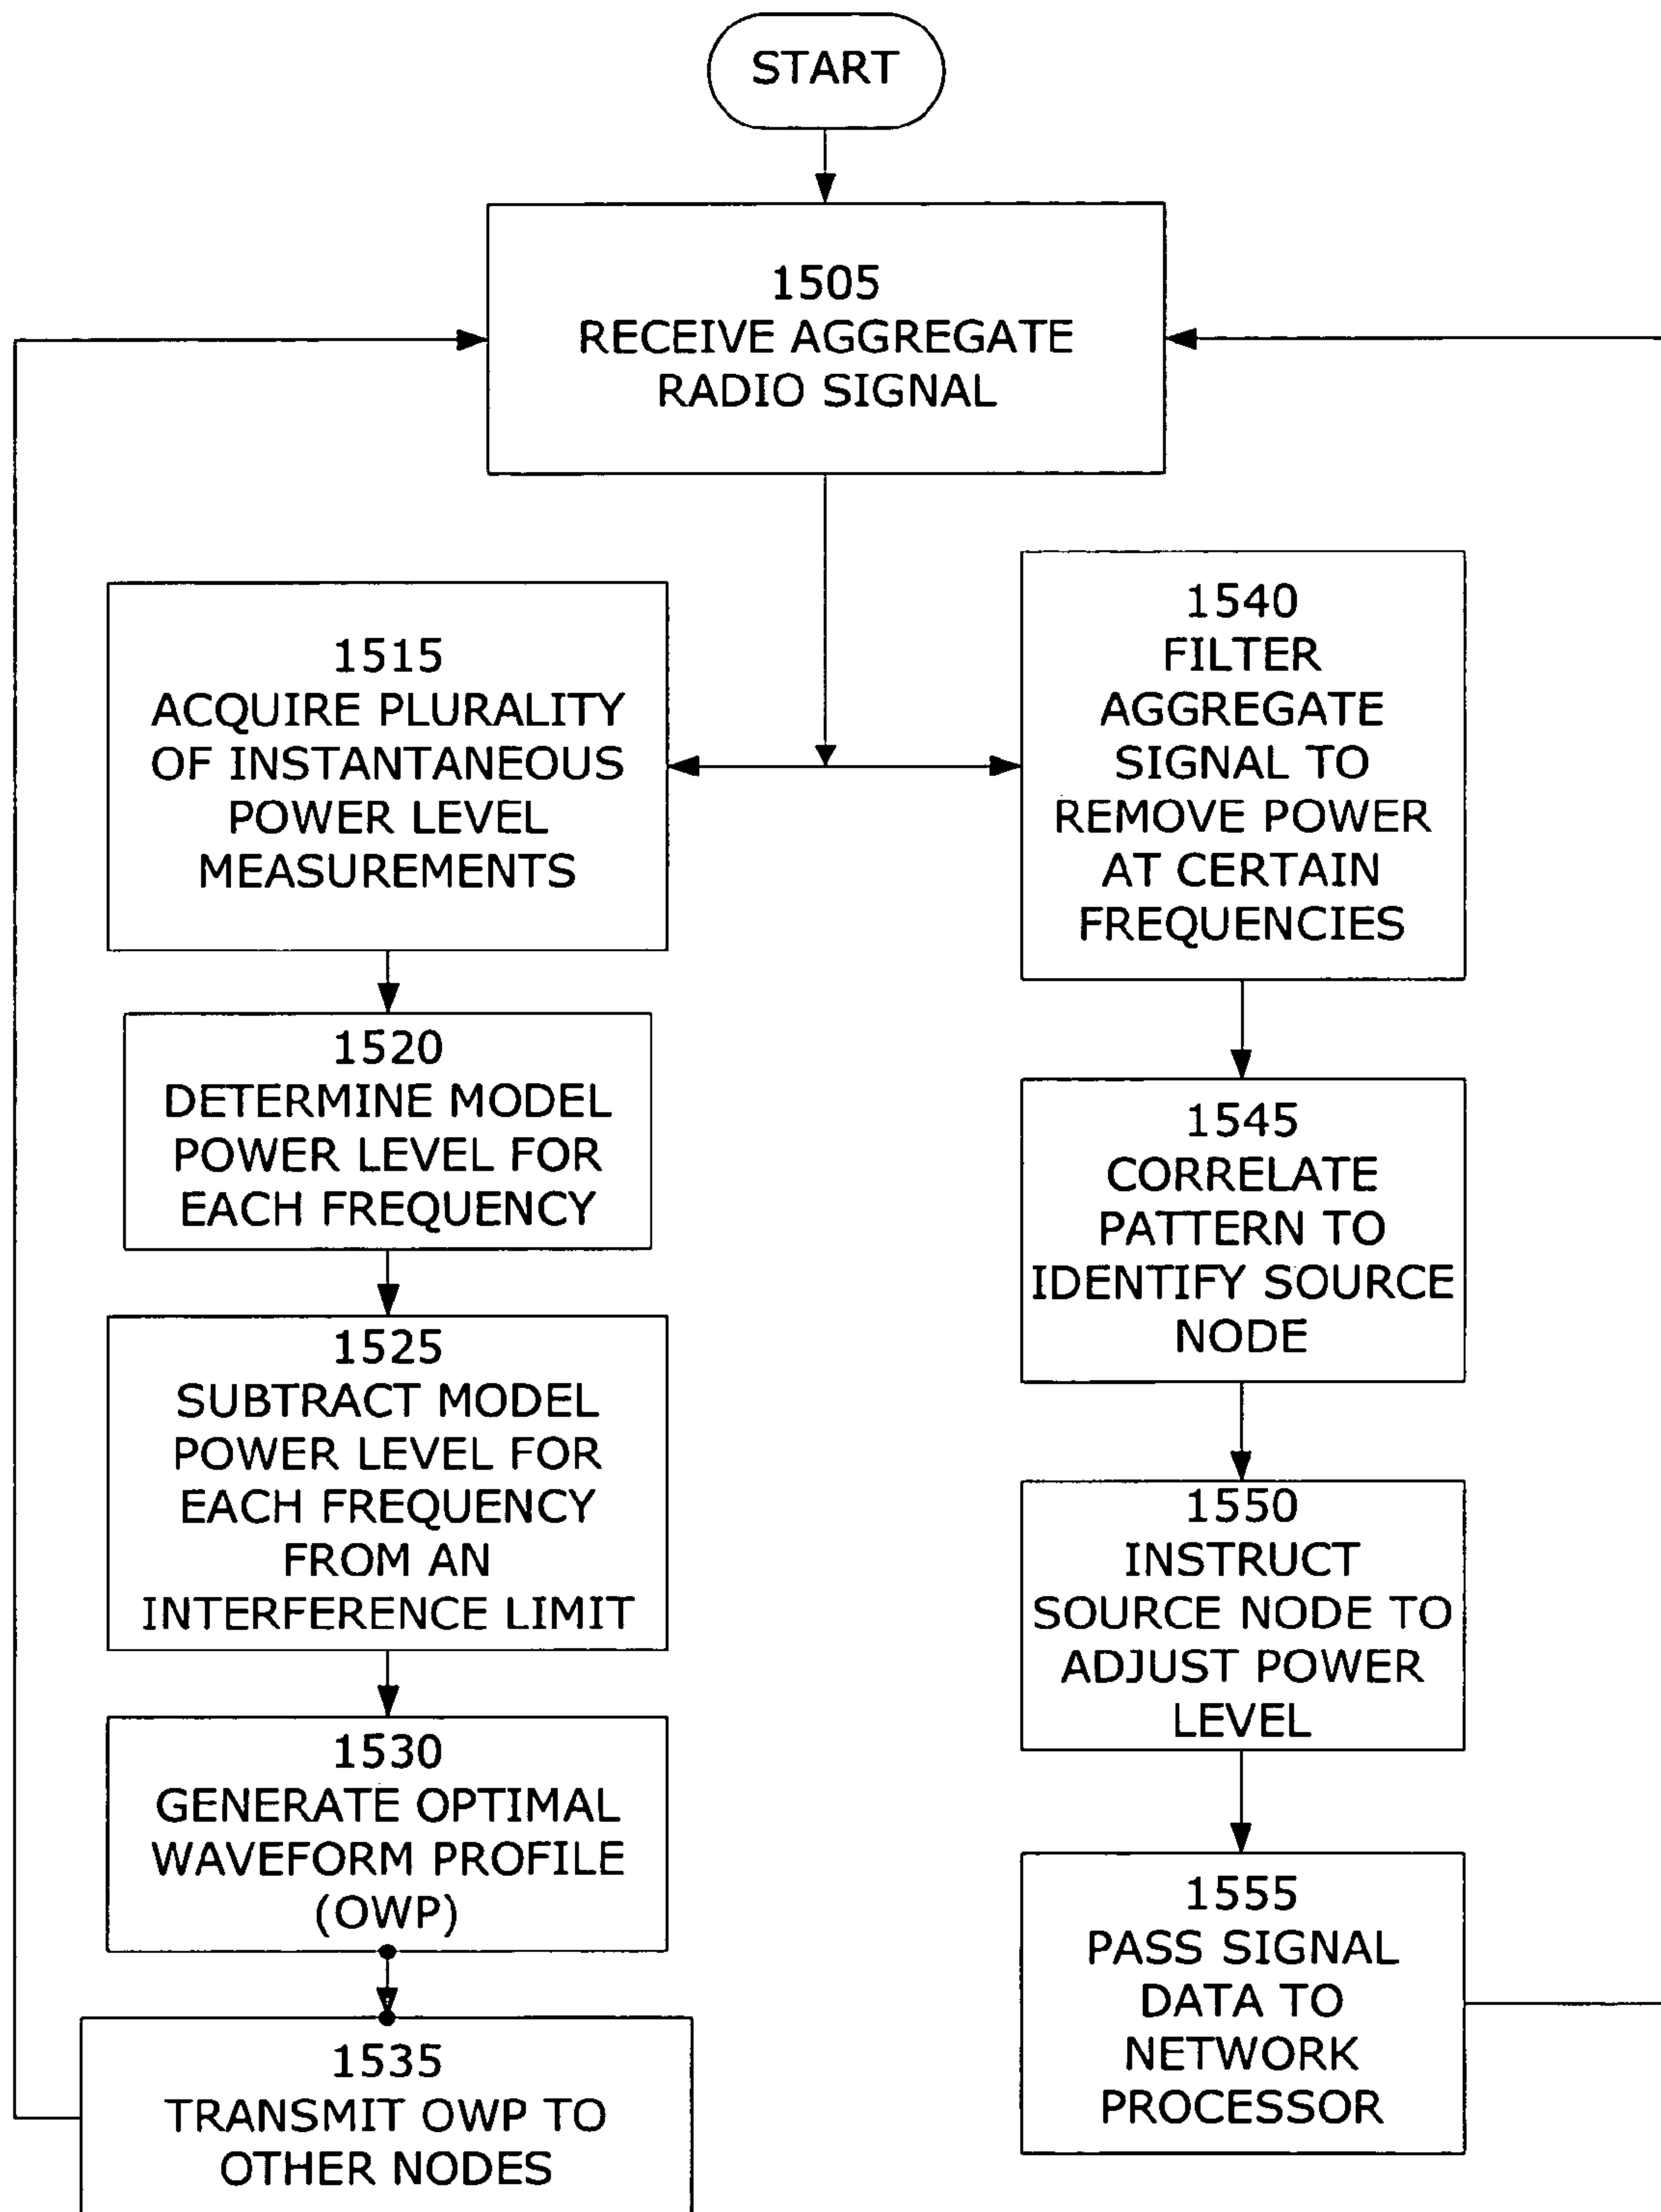 START
1505
RECEIVE AGGREGATE
RADIO SIGNAL
1515
ACQUIRE PLURALITY
OF INSTANTANEOUS
POWER LEVEL
MEASUREMENTS
1520
DETERMINE MODEL
POWER LEVEL FOR
EACH FREQUENCY
1525
SUBTRACT MODEL
POWER LEVEL FOR
EACH FREQUENCY
FROM AN
INTERFERENCE LIMIT
1530
GENERATE OPTIMAL
WAVEFORM PROFILE
(OWP)
1535
TRANSMIT OWP TO
OTHER NODES
1540
FILTER
AGGREGATE
SIGNAL TO
REMOVE POWER
AT CERTAIN
FREQUENCIES
1545
CORRELATE
PATTERN TO
IDENTIFY SOURCE
NODE
1550
INSTRUCT
SOURCE NODE TO
ADJUST POWER
LEVEL
1555
PASS SIGNAL
DATA TO
NETWORK
PROCESSOR